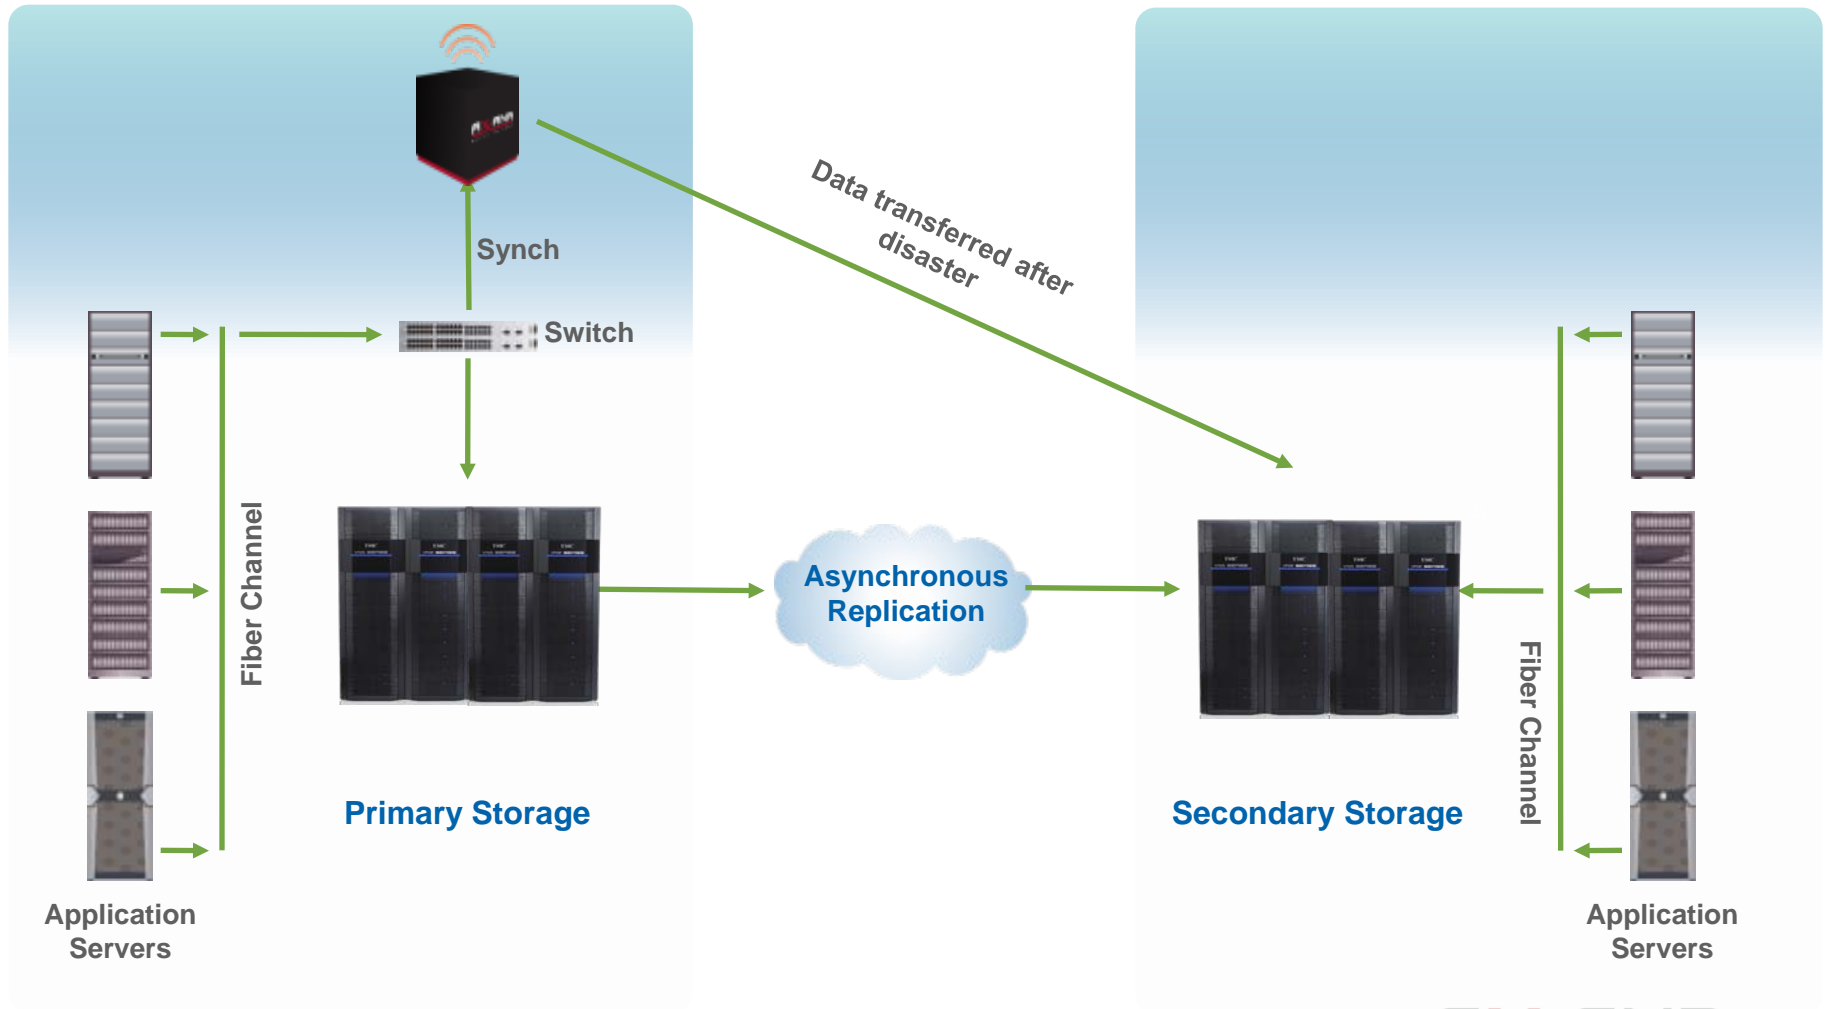 Synch
Switch
Data transferred after
disaster
Fiber Channel
Asynchronous
Replication
Fiber Channel
Primary Storage
Secondary Storage
Application
Servers
Application
Servers